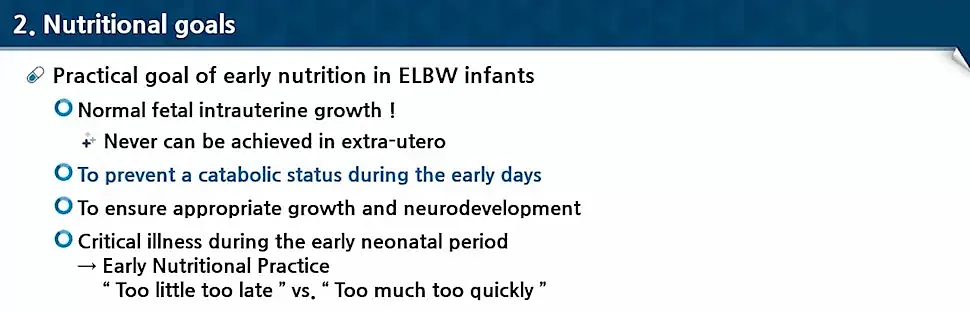 2. Nutritional goals
Practical goal of early nutrition in ELBW infants
Normal fetal intrauterine growth !
Never can be achieved in extra-utero
To prevent a catabolic status during the early days
To ensure appropriate growth and neurodevelopment
Critical illness during the early neonatal period
→ Early Nutritional Practice
“ Too little too late ” vs. “ Too much too quickly ”